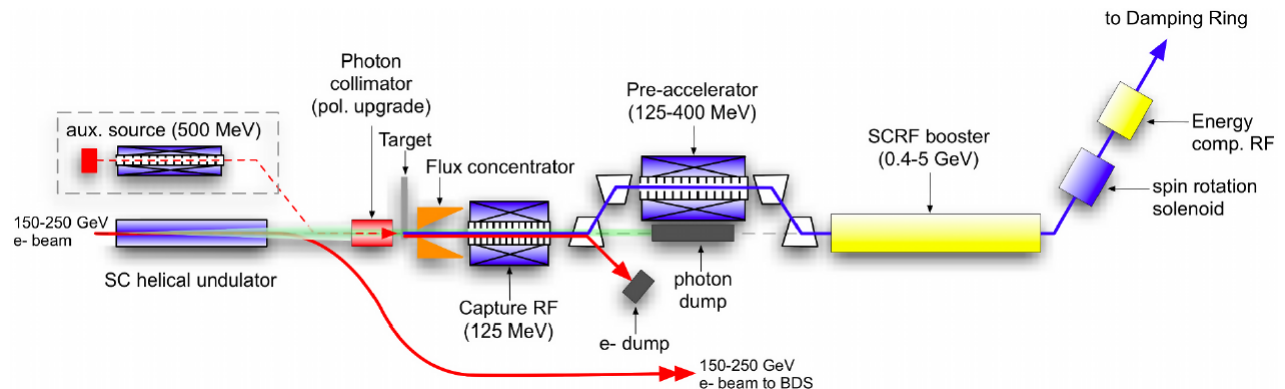 to Damping Ring
Photon
collimator
(pol. upgrade)
Pre-accelerator
(125-400 MeV)
aux. source (500 MeV)
Target
SCRF booster
(0.4-5 GeV)
Energy
comp. RF
Flux concentrator
spin rotation
solenoid
150-250 GeV
e- beam
SC helical undulator
photon
dump
Capture RF
(125 MeV)
e- dump
150-250 GeV
e- beam to BDS